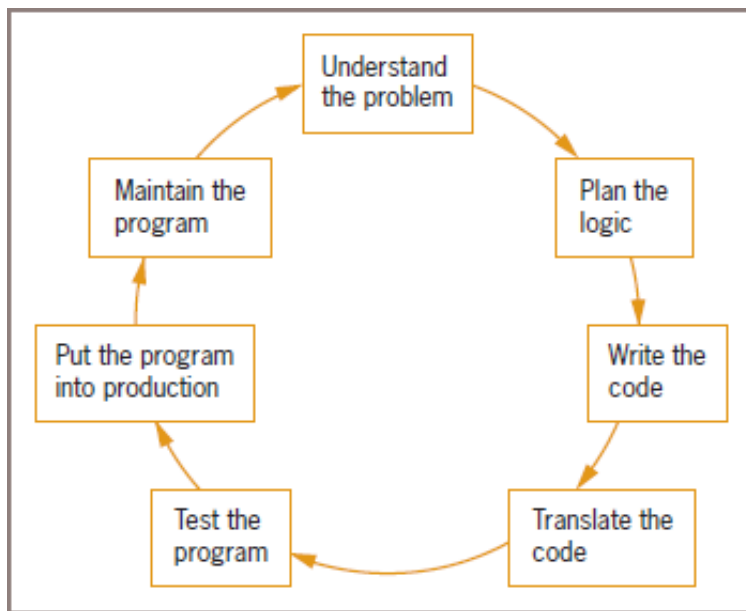 Understand
the problem
Plan the
logic
Write the
code
Translate the
code
Test the
program
Put the program
into production
Maintain the
program